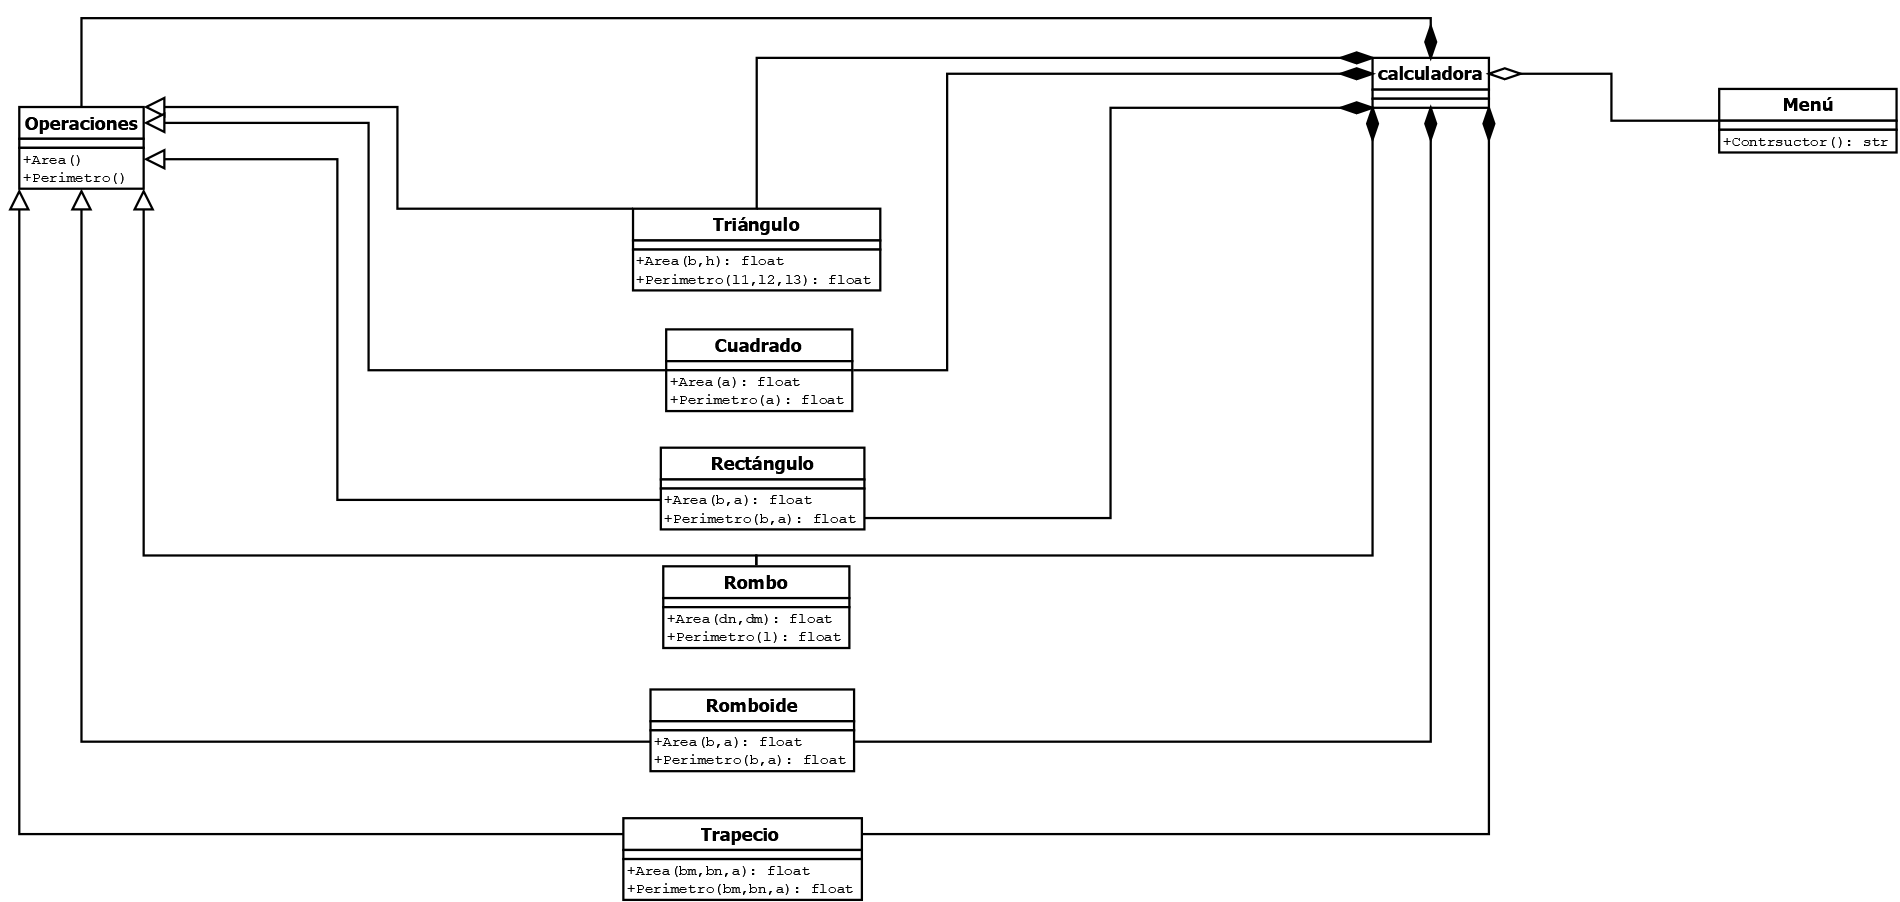 calculadora
Menú
+Contrsuctor(): str
Operaciones
+Area()
+Perimetro()
Triángulo
+Area(b,h): float
+Perimetro(l1,l2,l3): float
Cuadrado
+Area(a): float
+Perimetro(a): float
Rectángulo
+Area(b,a): float
+Perimetro(b,a): float
Rombo
+Area(dn,dm): float
+Perimetro(l): float
Romboide
+Area(b,a): float
+Perimetro(b,a): float
Trapecio
+Area(bm,bn,a): float
+Perimetro(bm,bn,a): float